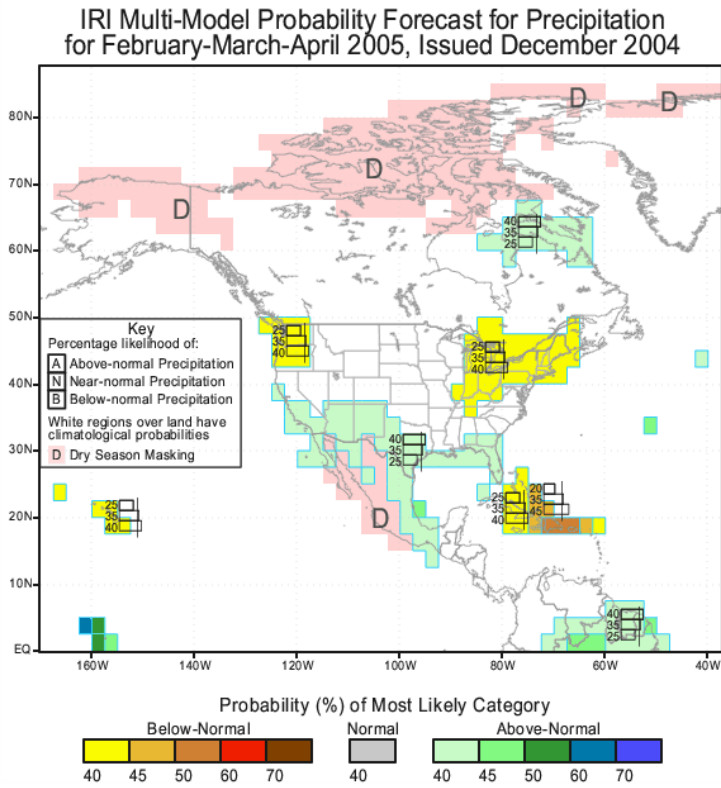 IRI Multi-Model Probability Forecast for Precipitation
for February-March-April 2005, Issued December 2004
80N
70N
60N
50N
40N
30N
20N
10N
EQ
160W
140W
120W
100W
80W
60W
40W
D
D
D
D
D
40
35
25
25
35
40
25
35
40
40
35
25
25
35
40
25
35
40
20
35
45
40
35
25
Key
Percentage likelihood of:
A Above-normal Precipitation
N Near-normal Precipitation
B Below-normal Precipitation
White regions over land have
climatological probabilities
D Dry Season Masking
Probability (%) of Most Likely Category
Below-Normal Normal Above-Normal
40 45 50 60 70 40 40 45 50 60 70